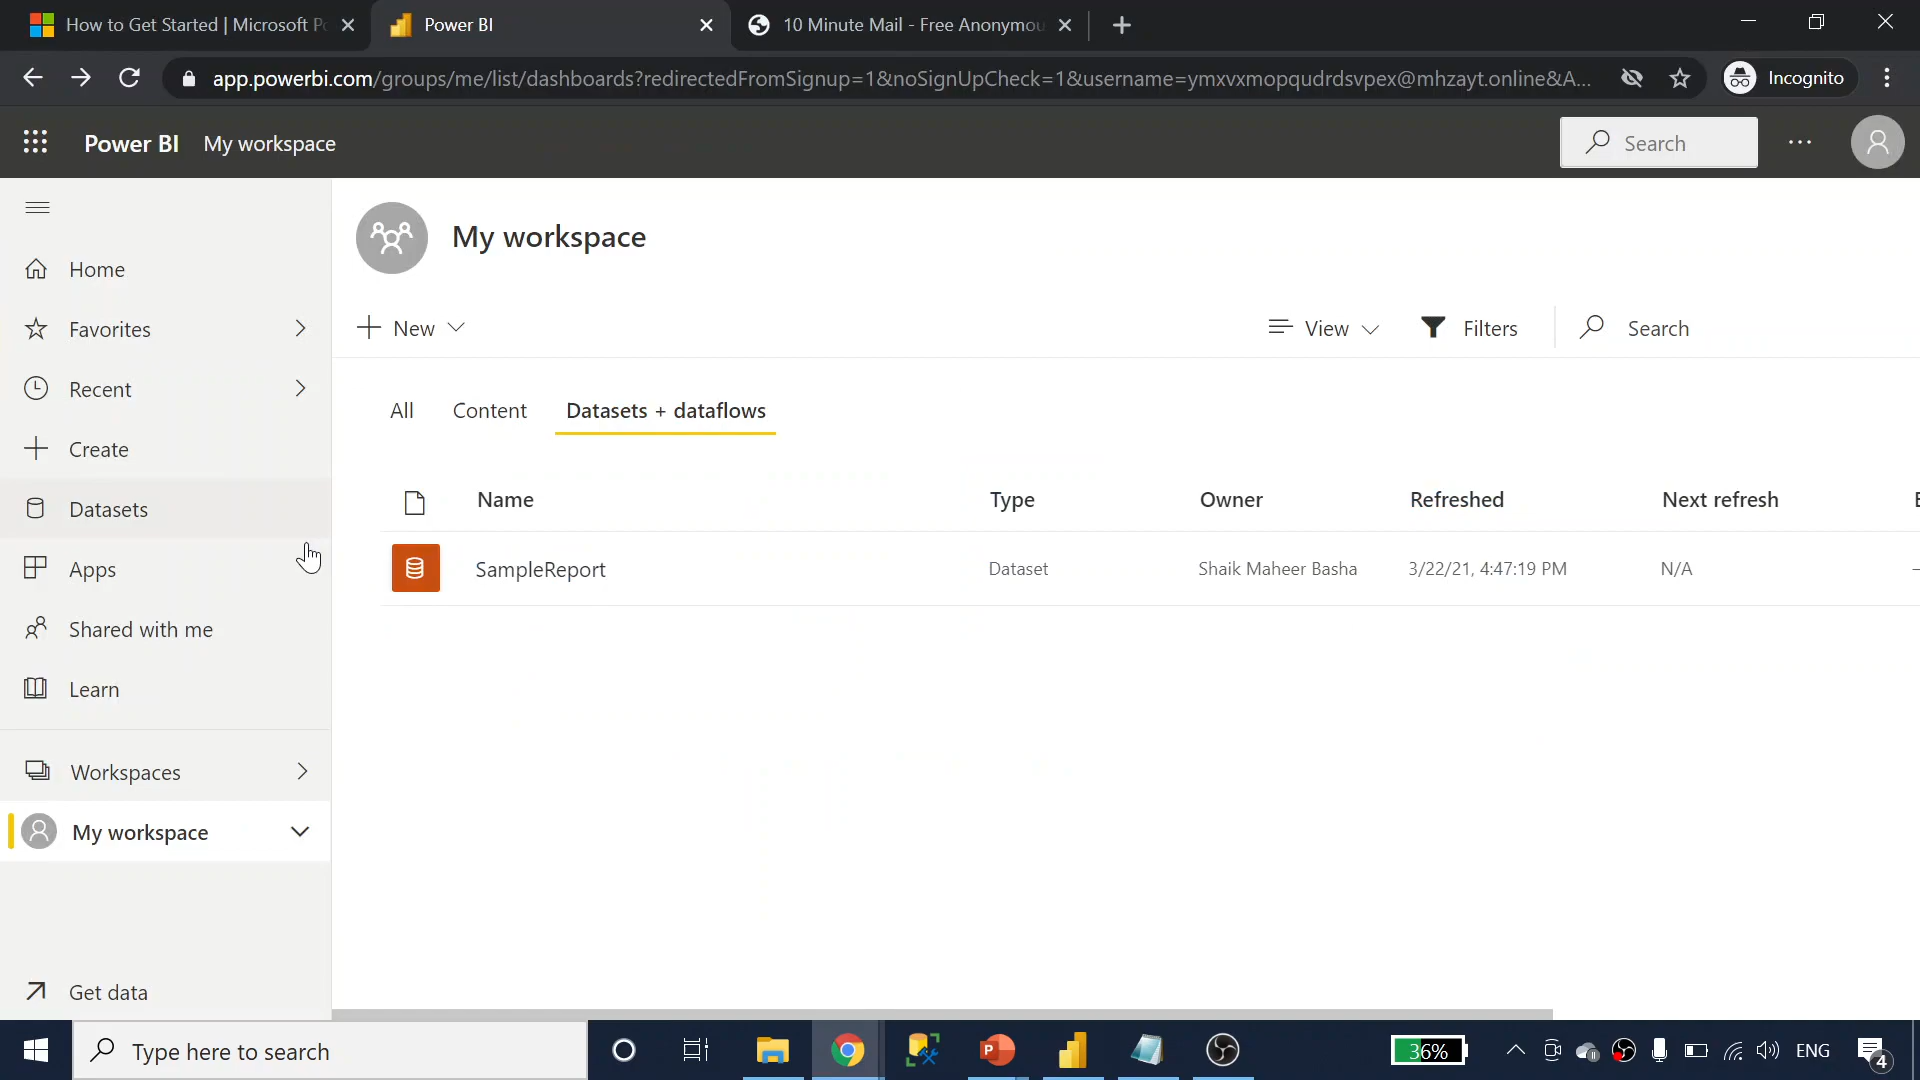 How to Get Started | Microsoft Po
Power BI
10 Minute Mail - Free Anonymou
app.powerbi.com/groups/me/list/dashboards?redirectedFromSignup=1&noSignUpCheck=1&username=ymxvxmopqudrdsvpex@mhzayt.online&A...
Incognito
Power BI My workspace
Search
My workspace
Home
New
View
Filters
Search
Favorites
Recent
All
Content
Datasets + dataflows
Create
Name
Type
Owner
Refreshed
Next refresh
Datasets
SampleReport
Dataset
Shaik Maheer Basha
3/22/21, 4:47:19 PM
N/A
Apps
Shared with me
Learn
Workspaces
My workspace
Get data
Type here to search
36%
ENG
4